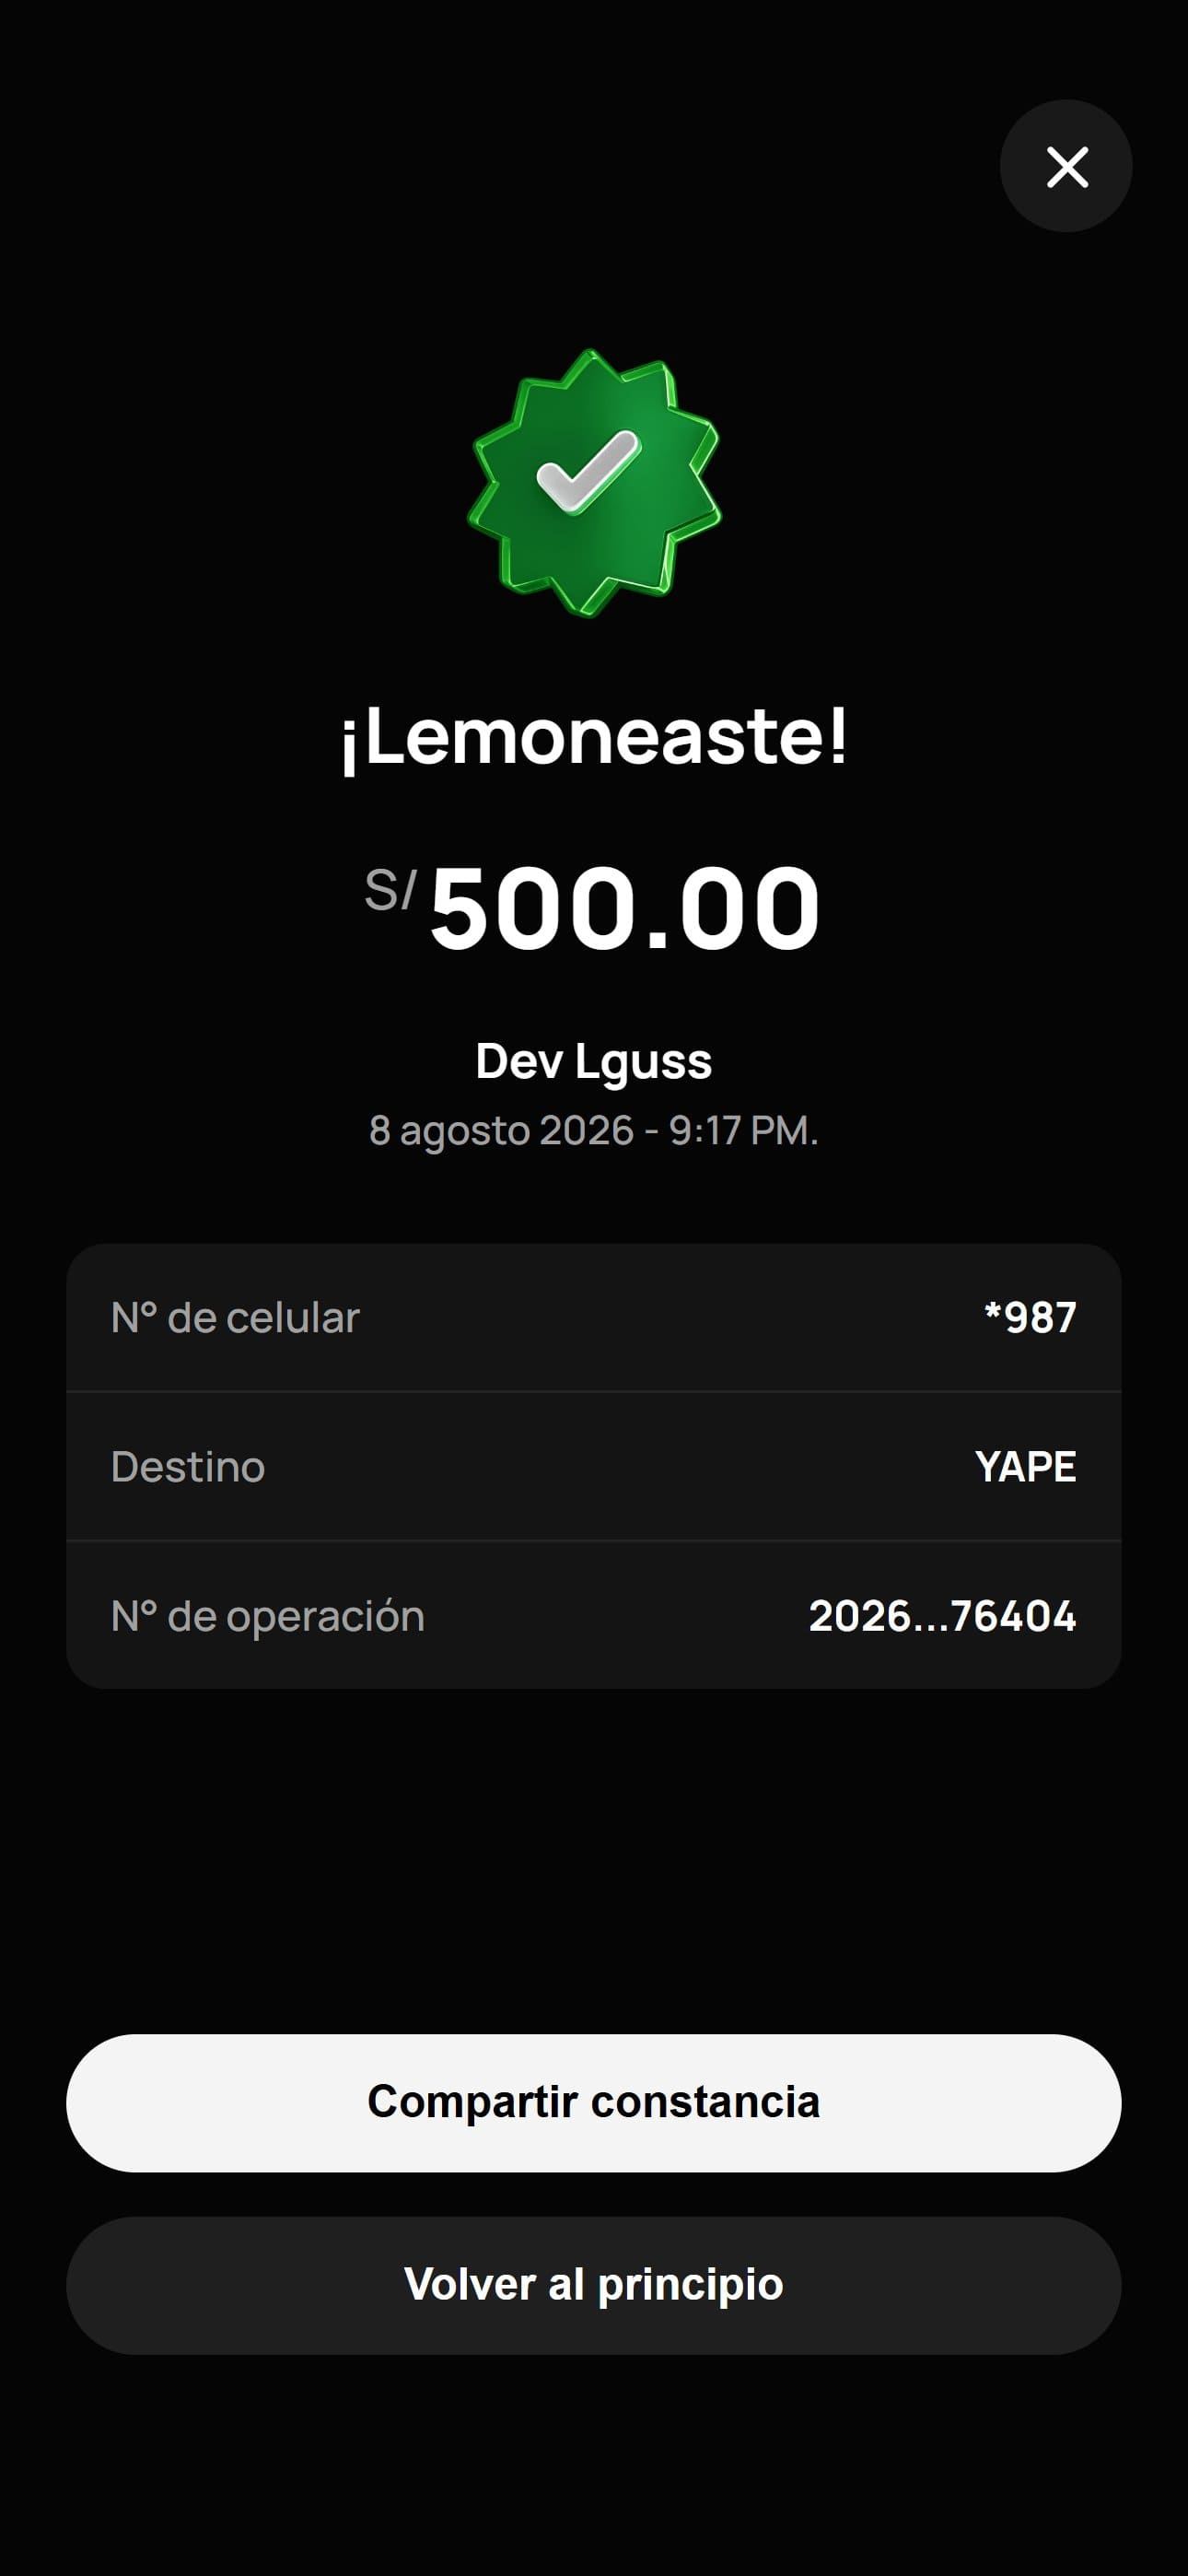 ¡Lemoneaste!
S/500.00
Dev Lguss
8 agosto 2026 - 9:17 PM.
N° de celular *987
Destino YAPE
N° de operación 2026...76404
Compartir constancia
Volver al principio